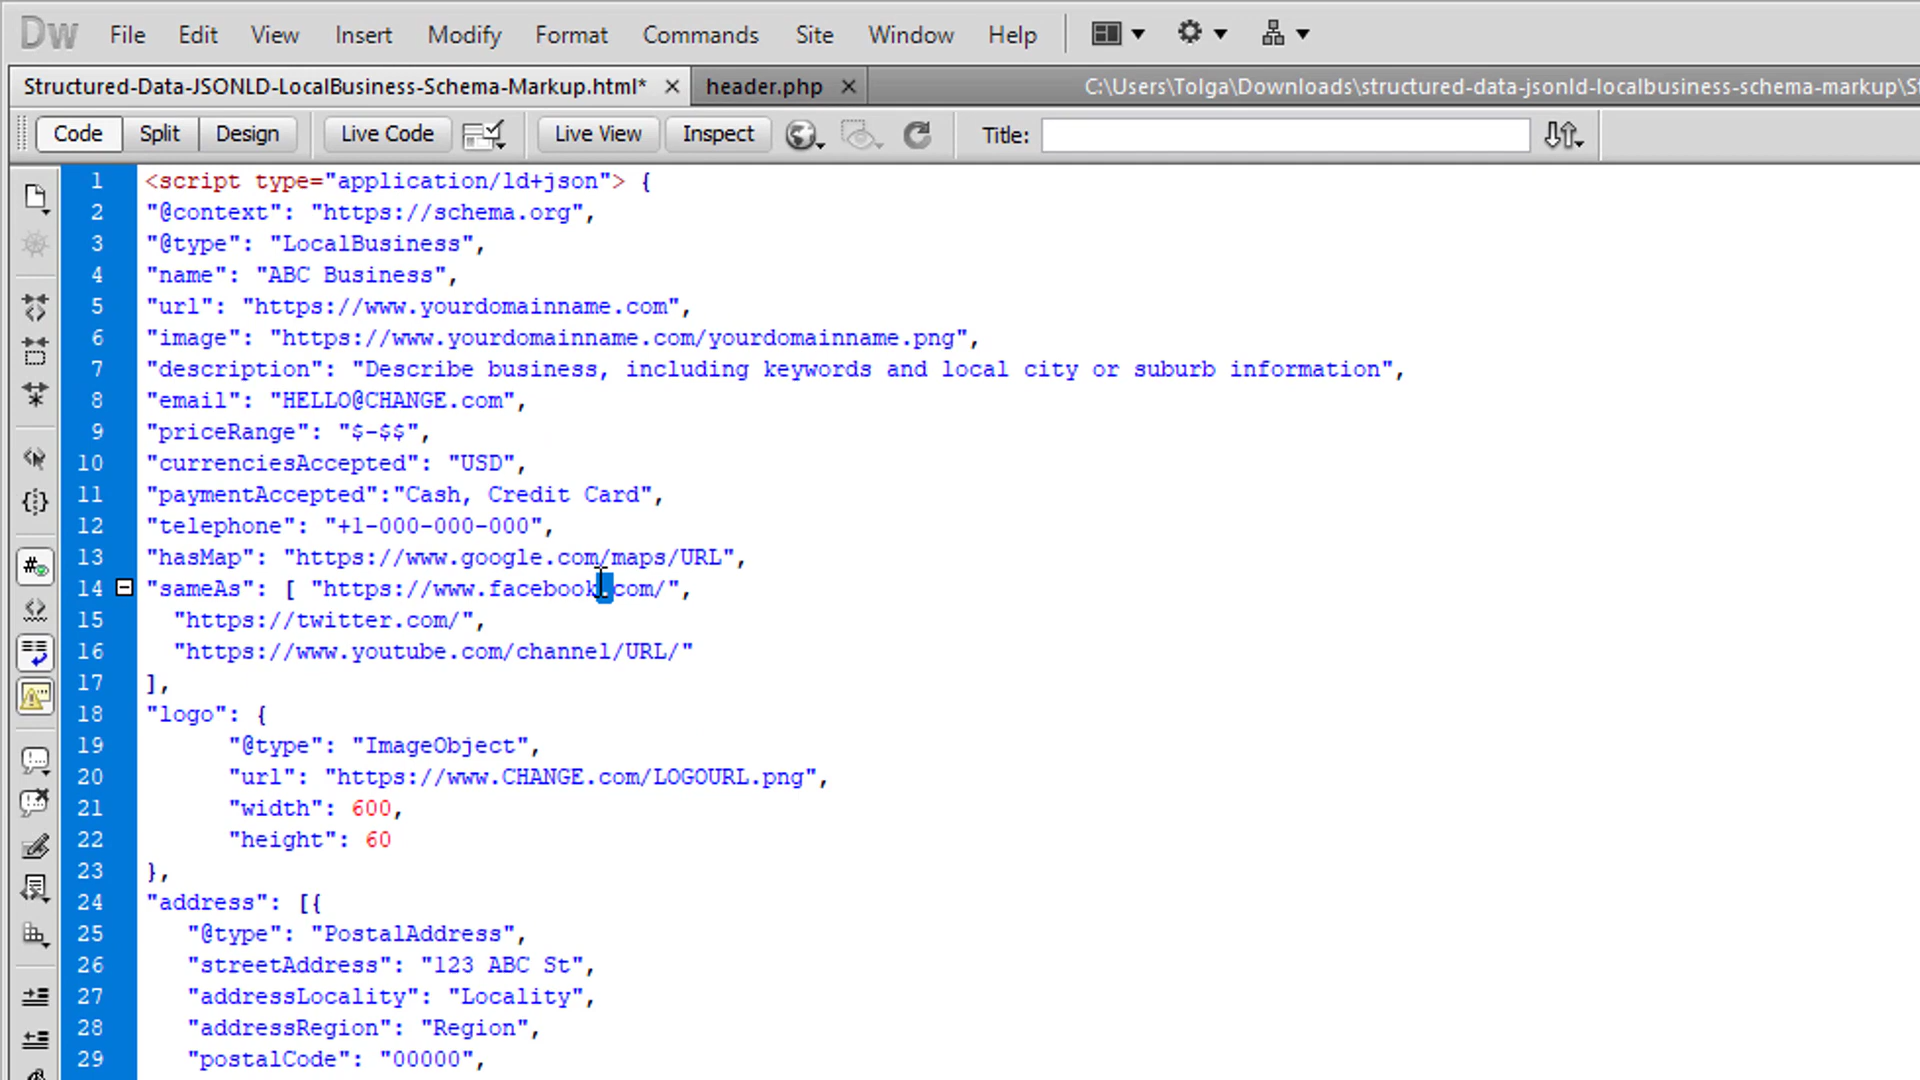 Dw File Edit View Insert Modify Format Commands Site Window Help
Structured-Data-JSONLD-LocalBusiness-Schema-Markup.html* header.php C:\Users\Tolga\Downloads\structured-data-jsonld-localbusiness-schema-markup\S
Code Split Design Live Code Live View Inspect Title:
1 <script type="application/ld+json"> {
2 "@context": "https://schema.org",
3 "@type": "LocalBusiness",
4 "name": "ABC Business",
5 "url": "https://www.yourdomainname.com",
6 "image": "https://www.yourdomainname.com/yourdomainname.png",
7 "description": "Describe business, including keywords and local city or suburb information",
8 "email": "HELLO@CHANGE.com",
9 "priceRange": "$-$$",
10 "currenciesAccepted": "USD",
11 "paymentAccepted":"Cash, Credit Card",
12 "telephone": "+1-000-000-000",
13 "hasMap": "https://www.google.com/maps/URL",
14 "sameAs": [ "https://www.facebook.com/",
15 "https://twitter.com/",
16 "https://www.youtube.com/channel/URL/"
17 ],
18 "logo": {
19 "@type": "ImageObject",
20 "url": "https://www.CHANGE.com/LOGOURL.png",
21 "width": 600,
22 "height": 60
23 },
24 "address": [{
25 "@type": "PostalAddress",
26 "streetAddress": "123 ABC St",
27 "addressLocality": "Locality",
28 "addressRegion": "Region",
29 "postalCode": "00000",